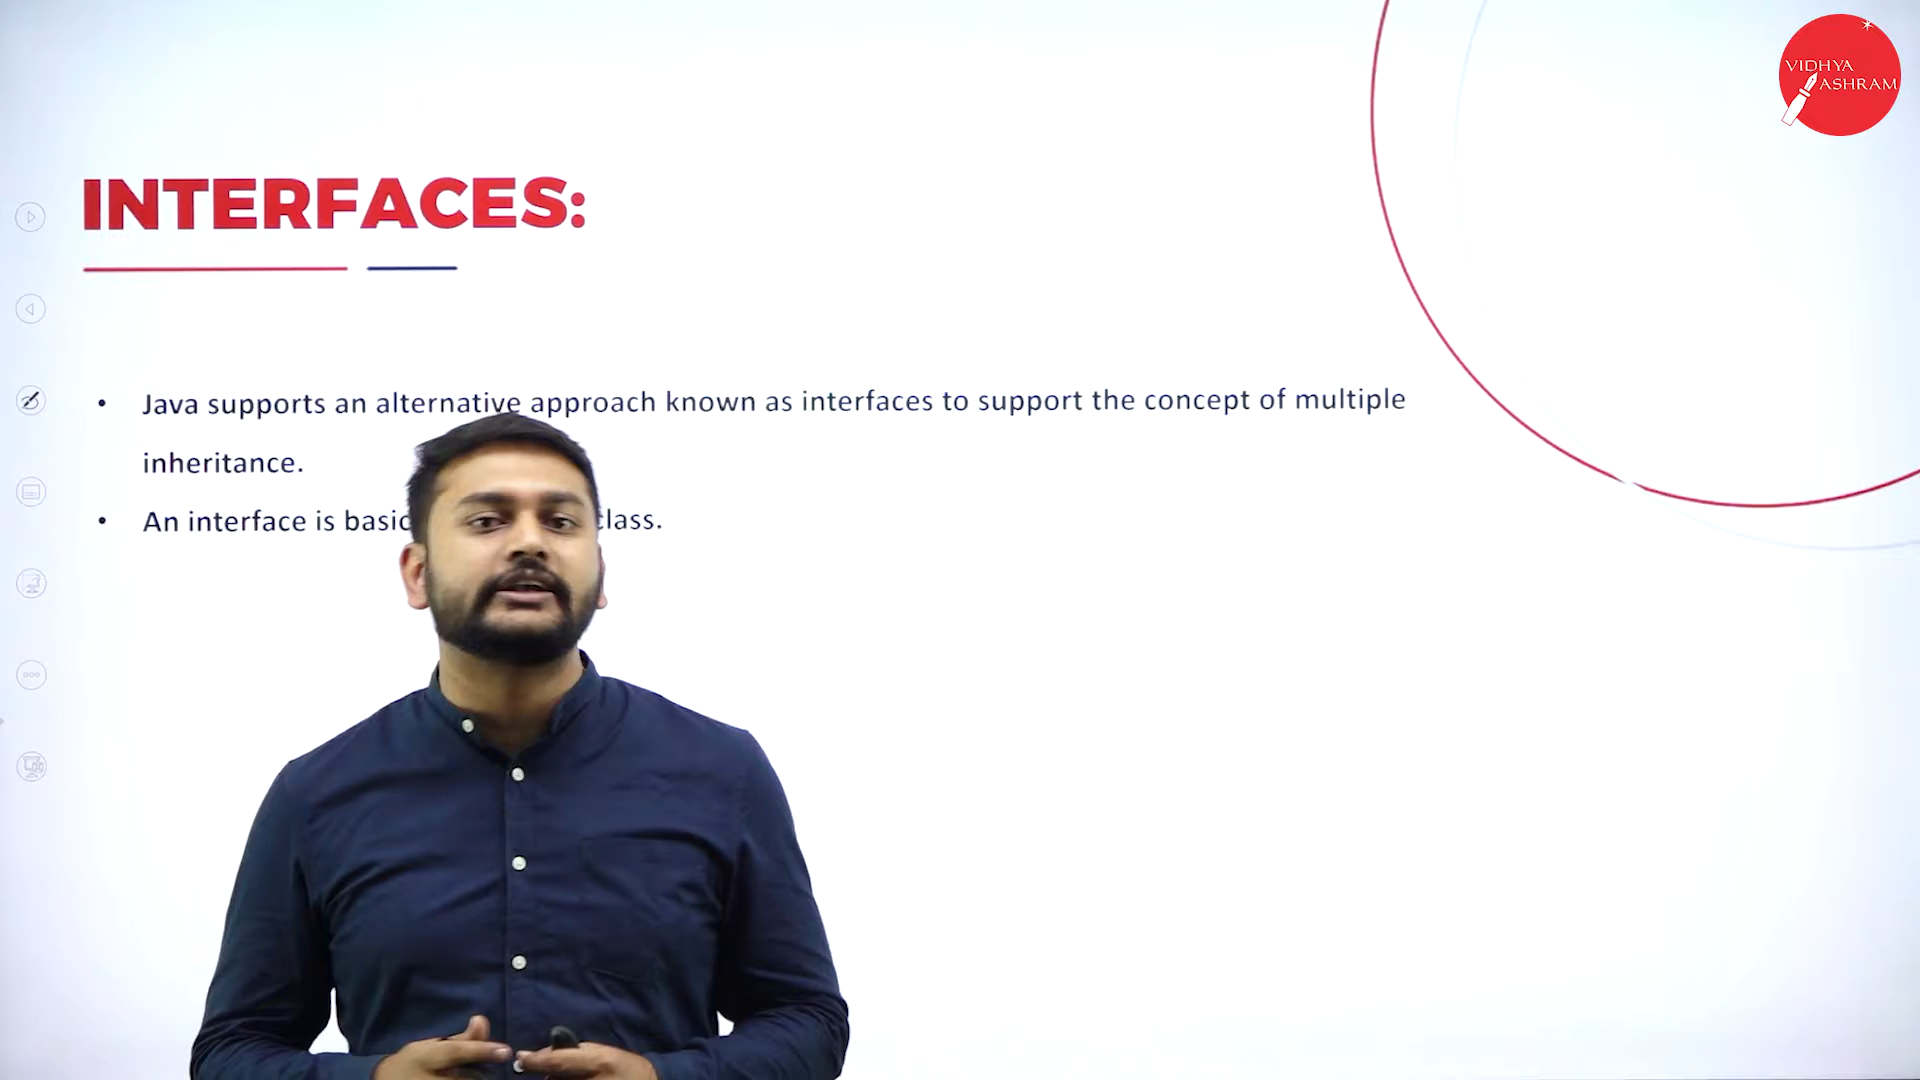 VIDHYA
ASHRAM
INTERFACES:
• Java supports an alternative approach known as interfaces to support the concept of multiple
inheritance.
• An interface is class.